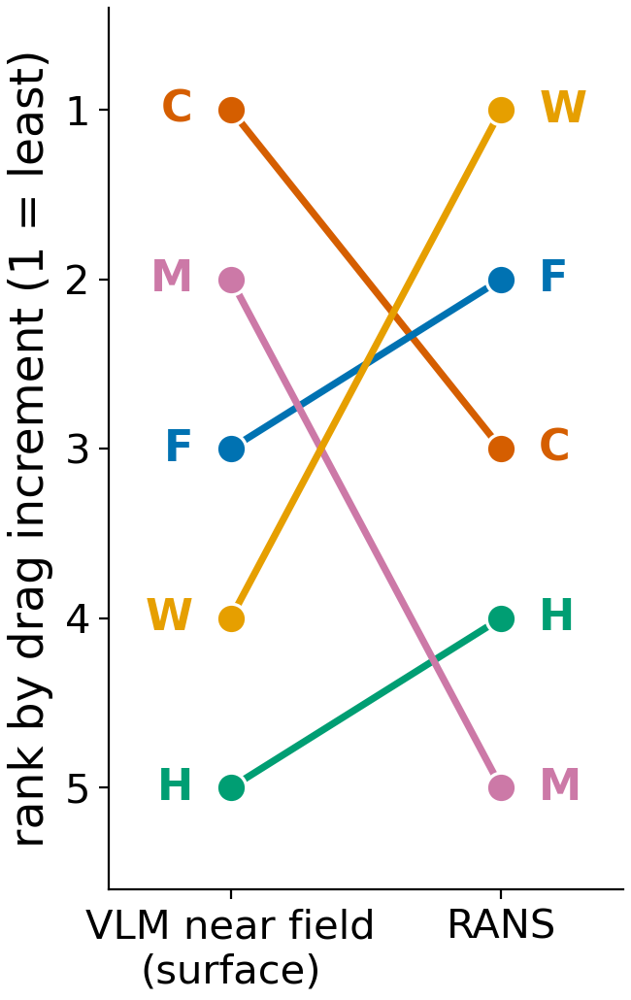 rank by drag increment (1 = least)
1
2
3
4
5
C
M
F
W
H
W
F
C
H
M
VLM near field
(surface)
RANS